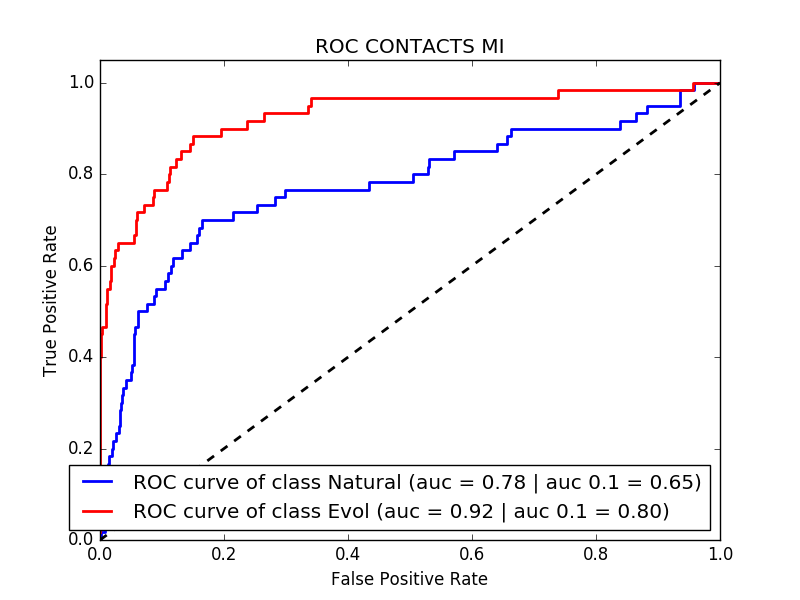 ROC CONTACTS MI
True Positive Rate
1.0
0.8
0.6
0.4
0.2
0.0
ROC curve of class Natural (auc = 0.78 | auc 0.1 = 0.65)
ROC curve of class Evol (auc = 0.92 | auc 0.1 = 0.80)
0.0 0.2 0.4 0.6 0.8 1.0
False Positive Rate